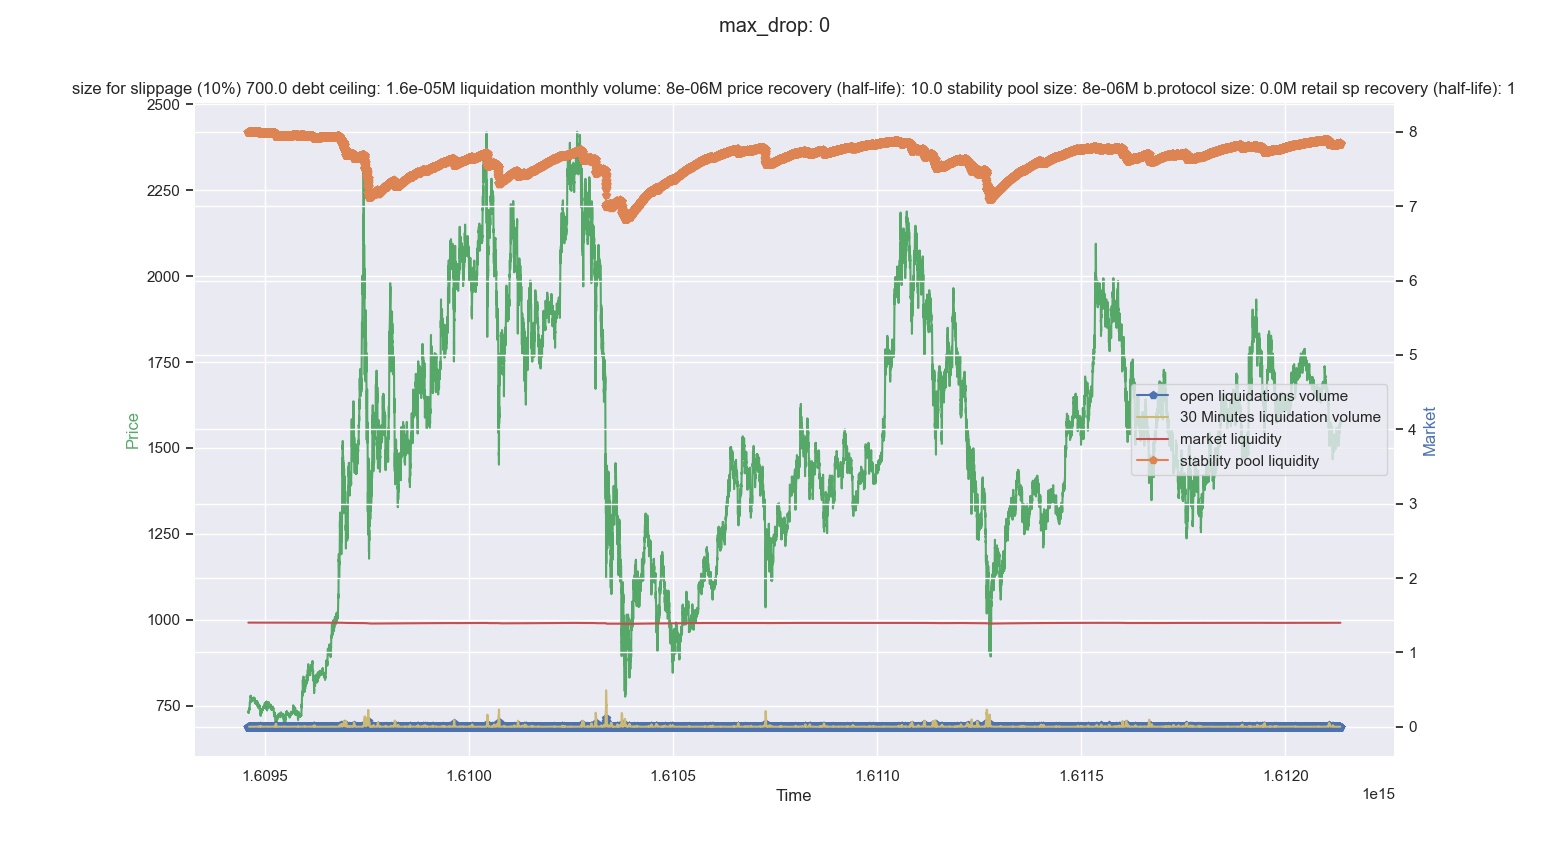 max_drop: 0
size for slippage (10%) 700.0 debt ceiling: 1.6e-05M liquidation monthly volume: 8e-06M price recovery (half-life): 10.0 stability pool size: 8e-06M b.protocol size: 0.0M retail sp recovery (half-life): 1
2500
2250
2000
1750
1500
1250
1000
750
Price
8
7
6
5
4
3
2
1
0
Market
open liquidations volume
30 Minutes liquidation volume
market liquidity
stability pool liquidity
1.6095 1.6100 1.6105 1.6110 1.6115 1.6120
Time
1e15